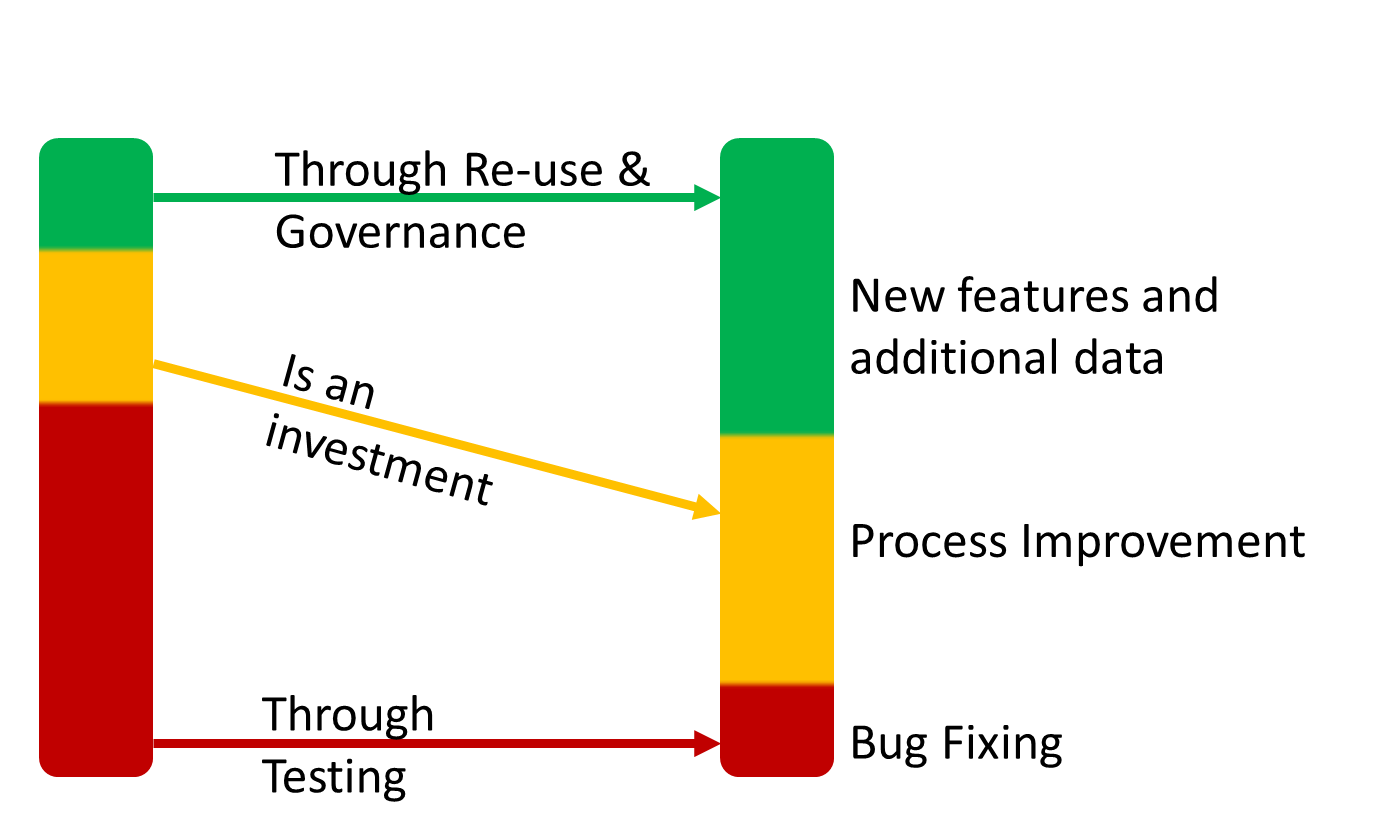 Through Re-use &
Governance
Is an
investment
New features and
additional data
Process Improvement
Through
Testing
Bug Fixing